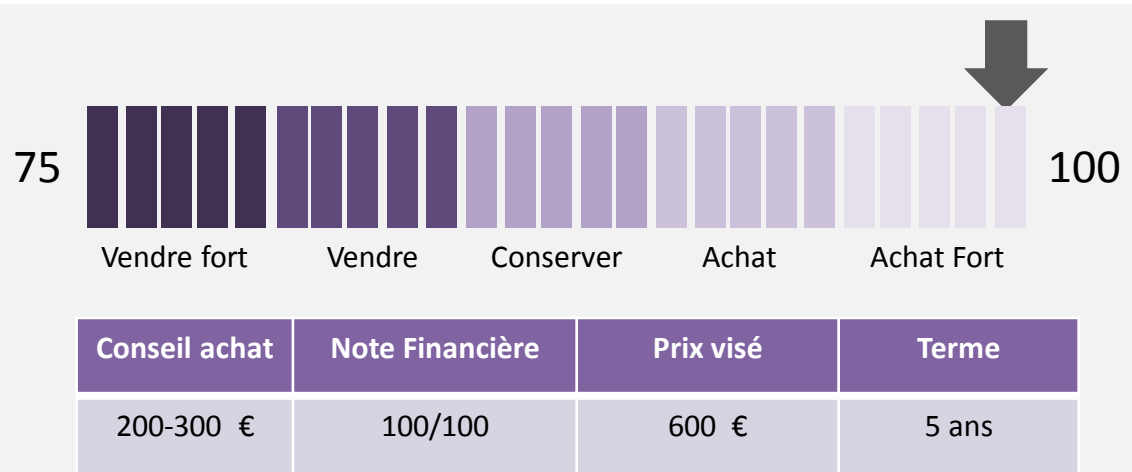 75
100
Vendre fort Vendre Conserver Achat Achat Fort
Conseil achat Note Financière Prix visé Terme
200-300 € 100/100 600 € 5 ans